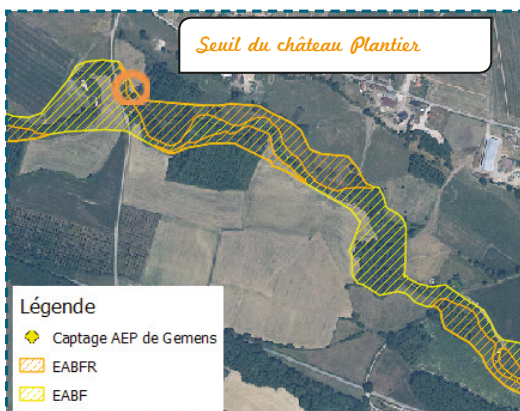 Seuil du château Plantier
Légende
Captage AEP de Gemens
EABFR
EABF